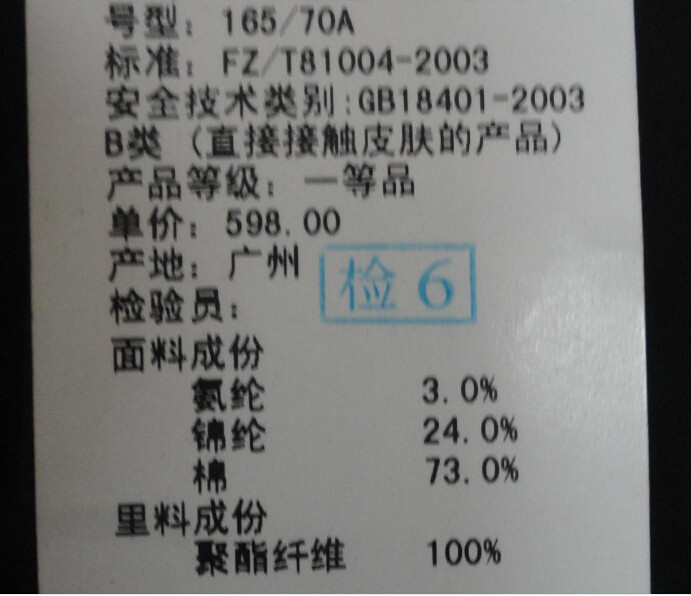 号型: 165/70A
标准: FZ/T81004-2003
安全技术类别:GB18401-2003
B类 (直接接触皮肤的产品)
产品等级: 一等品
单价: 598.00
产地: 广州
检验员: 检 6
面料成份
氨纶 3.0%
锦纶 24.0%
棉 73.0%
里料成份
聚酯纤维 100%